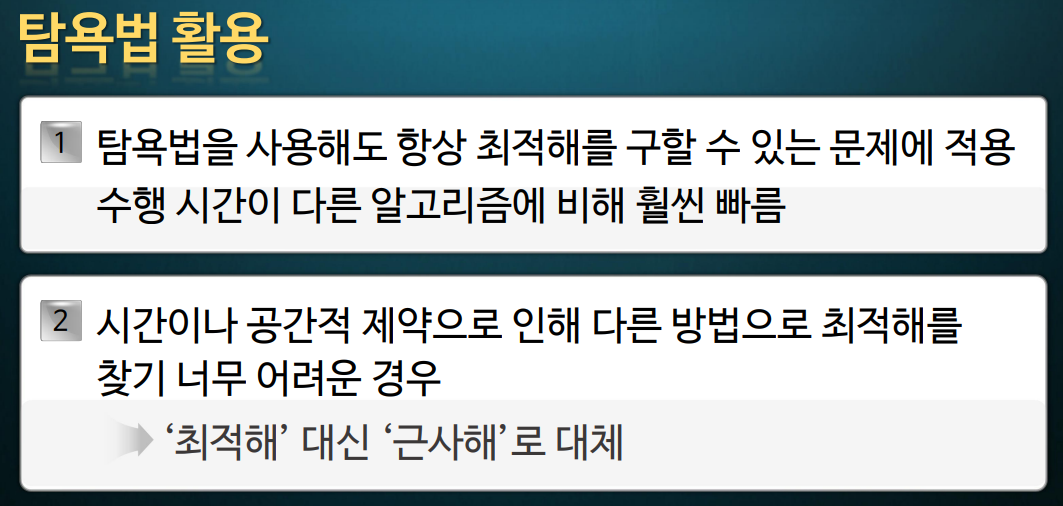 탐욕법 활용
1 탐욕법을 사용해도 항상 최적해를 구할 수 있는 문제에 적용
수행 시간이 다른 알고리즘에 비해 훨씬 빠름
2 시간이나 공간적 제약으로 인해 다른 방법으로 최적해를
찾기 너무 어려운 경우
‘최적해’ 대신 ‘근사해’로 대체